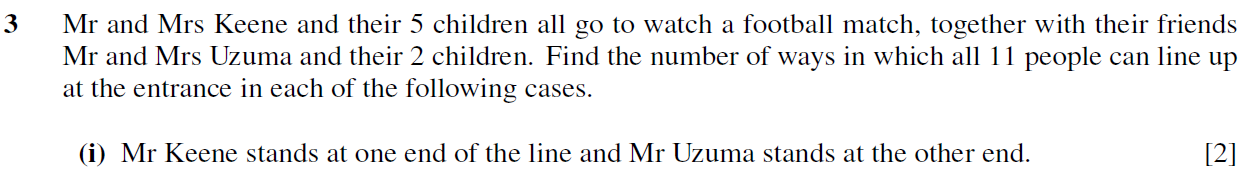 3 Mr and Mrs Keene and their 5 children all go to watch a football match, together with their friends
Mr and Mrs Uzuma and their 2 children. Find the number of ways in which all 11 people can line up
at the entrance in each of the following cases.
(i) Mr Keene stands at one end of the line and Mr Uzuma stands at the other end. [2]